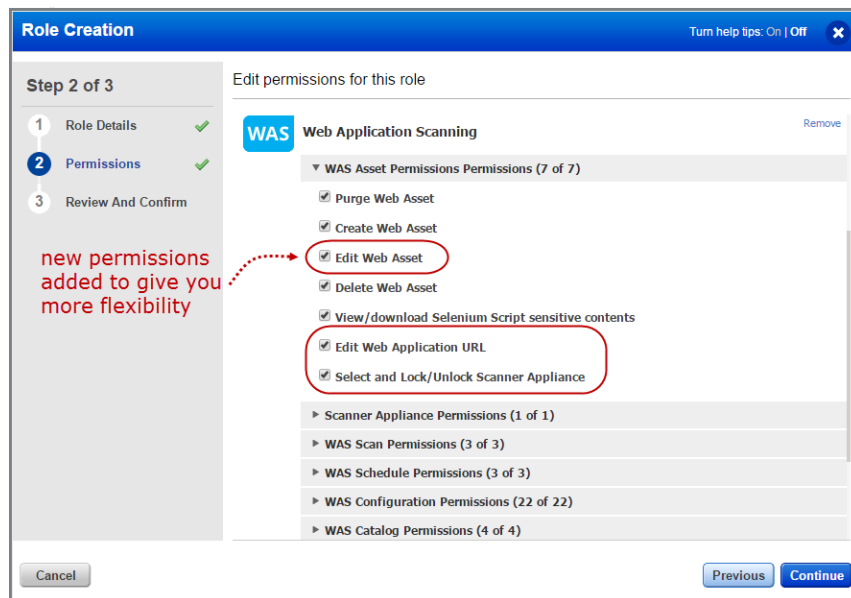 Role Creation
Turn help tips: On | Off
Step 2 of 3
1 Role Details
2 Permissions
3 Review And Confirm
new permissions
added to give you
more flexibility
Edit permissions for this role
WAS Web Application Scanning
Remove
WAS Asset Permissions Permissions (7 of 7)
Purge Web Asset
Create Web Asset
Edit Web Asset
Delete Web Asset
View/download Selenium Script sensitive contents
Edit Web Application URL
Select and Lock/Unlock Scanner Appliance
Scanner Appliance Permissions (1 of 1)
WAS Scan Permissions (3 of 3)
WAS Schedule Permissions (3 of 3)
WAS Configuration Permissions (22 of 22)
WAS Catalog Permissions (4 of 4)
Cancel
Previous
Continue